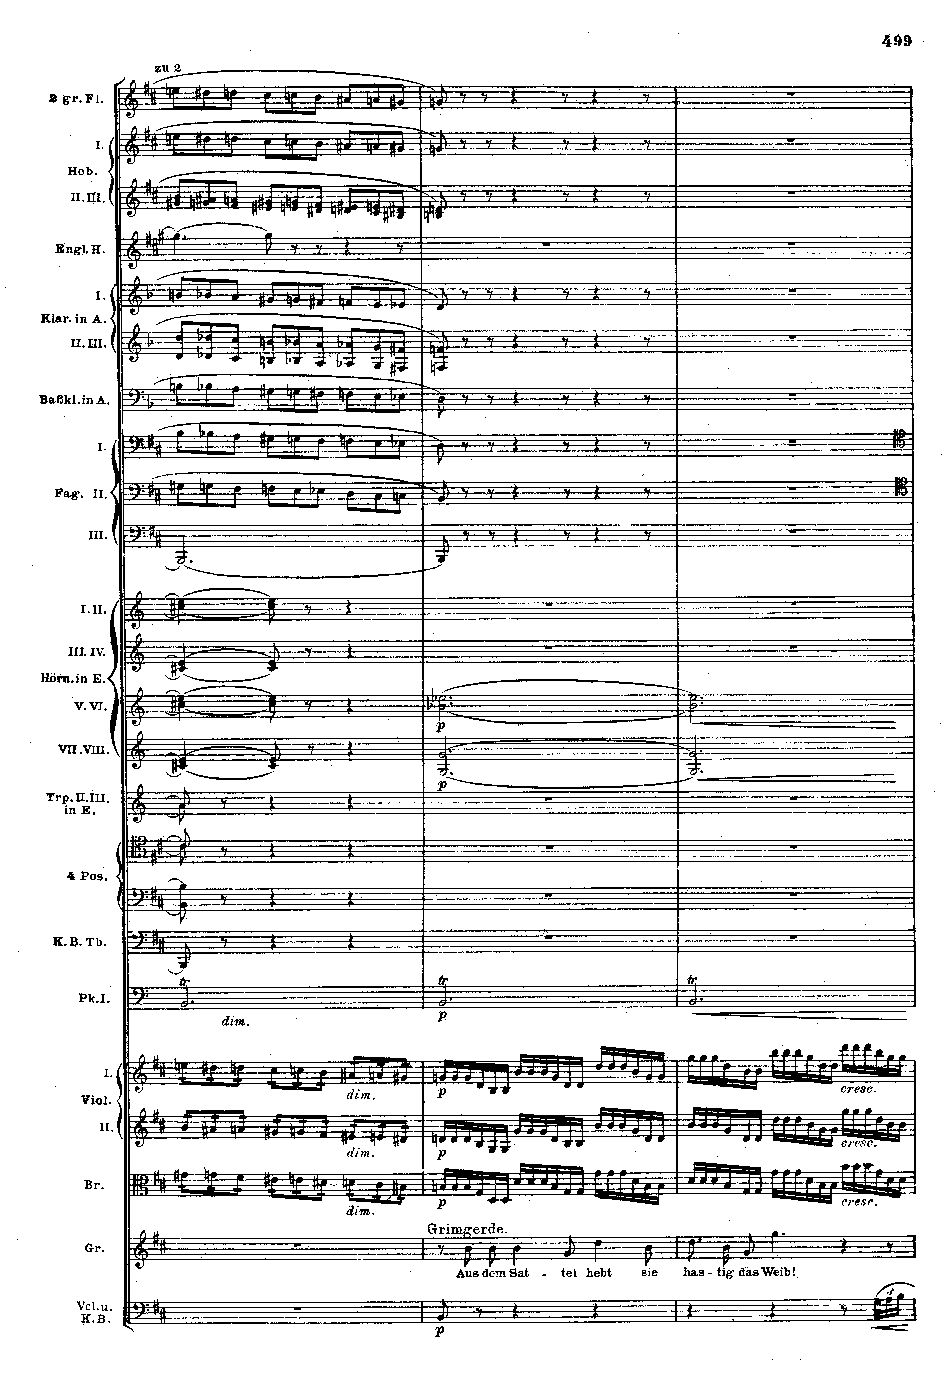 499
zu 2
2 gr. Fl.
I.
Hob.
II. III.
Engl. H.
I.
Klar. in A.
II. III.
Baßkl. in A.
I.
Fag. II.
III.
I. II.
III. IV.
Hörn. in E.
V. VI.
p
VII. VIII.
p
Trp. II. III.
in E.
4 Pos.
K. B. Tb.
tr tr tr
Pk. I.
dim. p
I.
dim. p cresc.
Viol.
II.
dim. p cresc.
Br.
dim. p cresc.
Grimgerde.
Gr.
Aus dem Sat - tel hebt sie has - tig das Weib!
Vcl. u.
K. B.
p